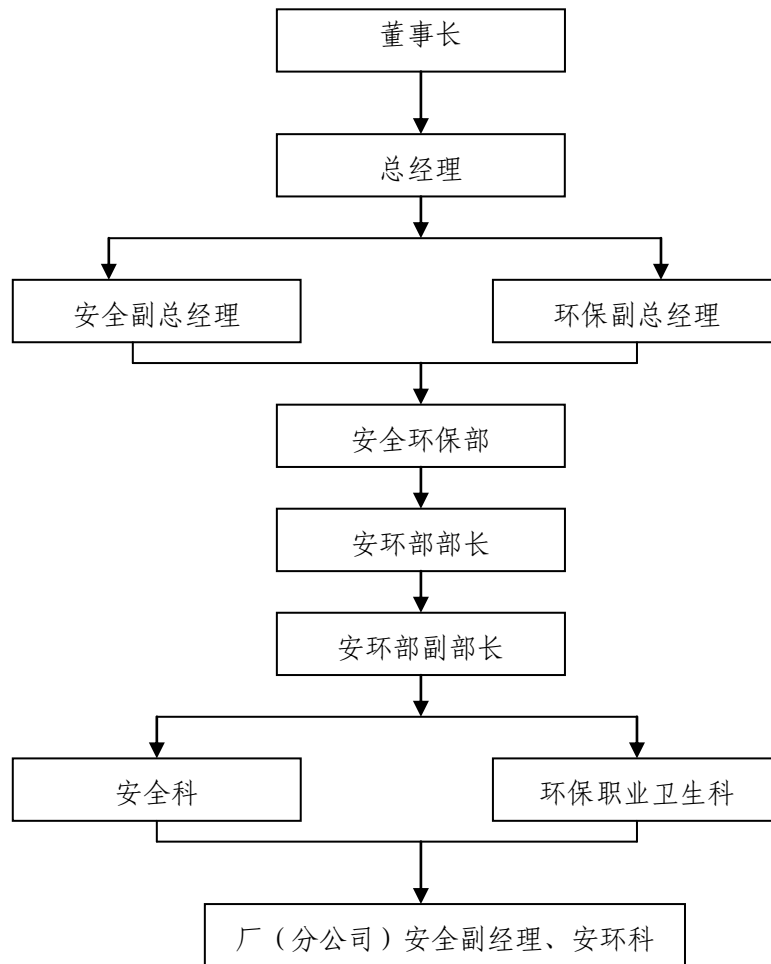 董事长
总经理
安全副总经理
环保副总经理
安全环保部
安环部部长
安环部副部长
安全科
环保职业卫生科
厂（分公司）安全副经理、安环科